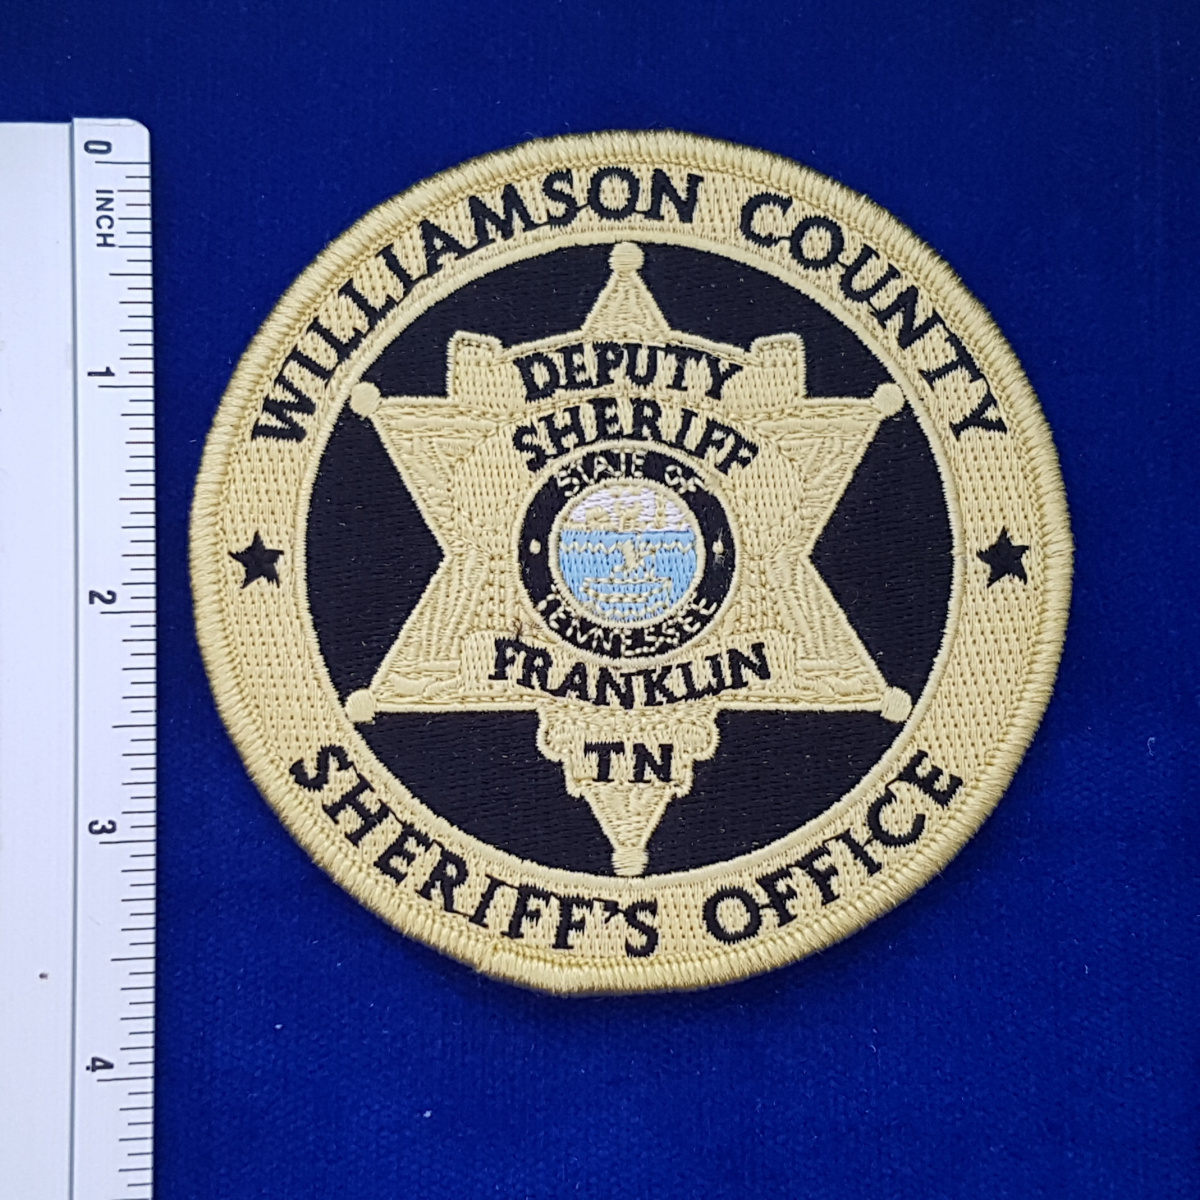 WILLIAMSON COUNTY
DEPUTY
SHERIFF
STATE OF
TENNESSEE
FRANKLIN
TN
SHERIFF'S OFFICE
0
INCH
1
2
3
4